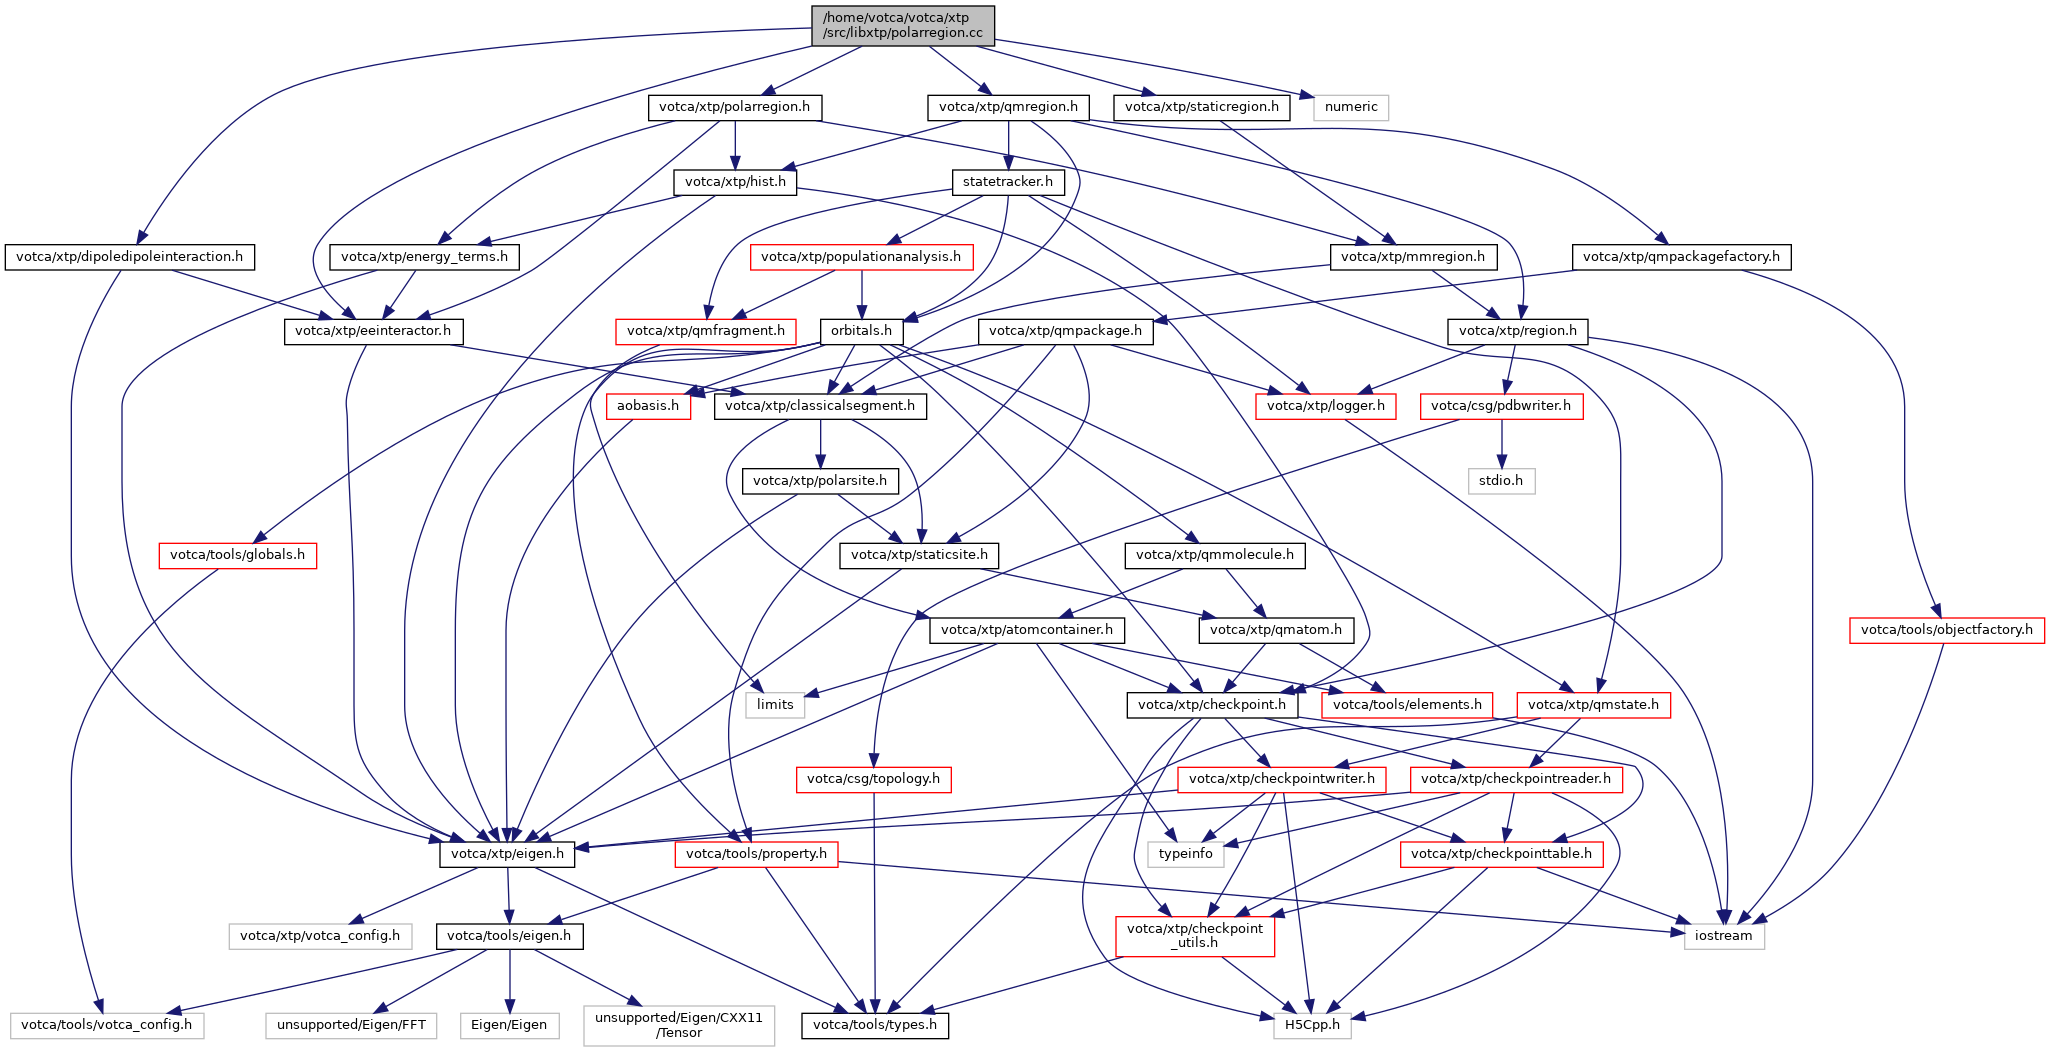 /home/votca/votca/xtp
/src/libxtp/polarregion.cc
votca/xtp/polarregion.h
votca/xtp/qmregion.h
votca/xtp/staticregion.h
numeric
votca/xtp/hist.h
statetracker.h
votca/xtp/dipoledipoleinteraction.h
votca/xtp/energy_terms.h
votca/xtp/populationanalysis.h
votca/xtp/mmregion.h
votca/xtp/qmpackagefactory.h
votca/xtp/eeinteractor.h
votca/xtp/qmfragment.h
orbitals.h
votca/xtp/qmpackage.h
votca/xtp/region.h
aobasis.h
votca/xtp/classicalsegment.h
votca/xtp/logger.h
votca/csg/pdbwriter.h
votca/xtp/polarsite.h
stdio.h
votca/tools/globals.h
votca/xtp/staticsite.h
votca/xtp/qmmolecule.h
votca/xtp/atomcontainer.h
votca/xtp/qmatom.h
votca/tools/objectfactory.h
limits
votca/xtp/checkpoint.h
votca/tools/elements.h
votca/xtp/qmstate.h
votca/csg/topology.h
votca/xtp/checkpointwriter.h
votca/xtp/checkpointreader.h
votca/xtp/eigen.h
votca/tools/property.h
typeinfo
votca/xtp/checkpointtable.h
votca/xtp/votca_config.h
votca/tools/eigen.h
votca/xtp/checkpoint
_utils.h
iostream
votca/tools/votca_config.h
unsupported/Eigen/FFT
Eigen/Eigen
unsupported/Eigen/CXX11
/Tensor
votca/tools/types.h
H5Cpp.h